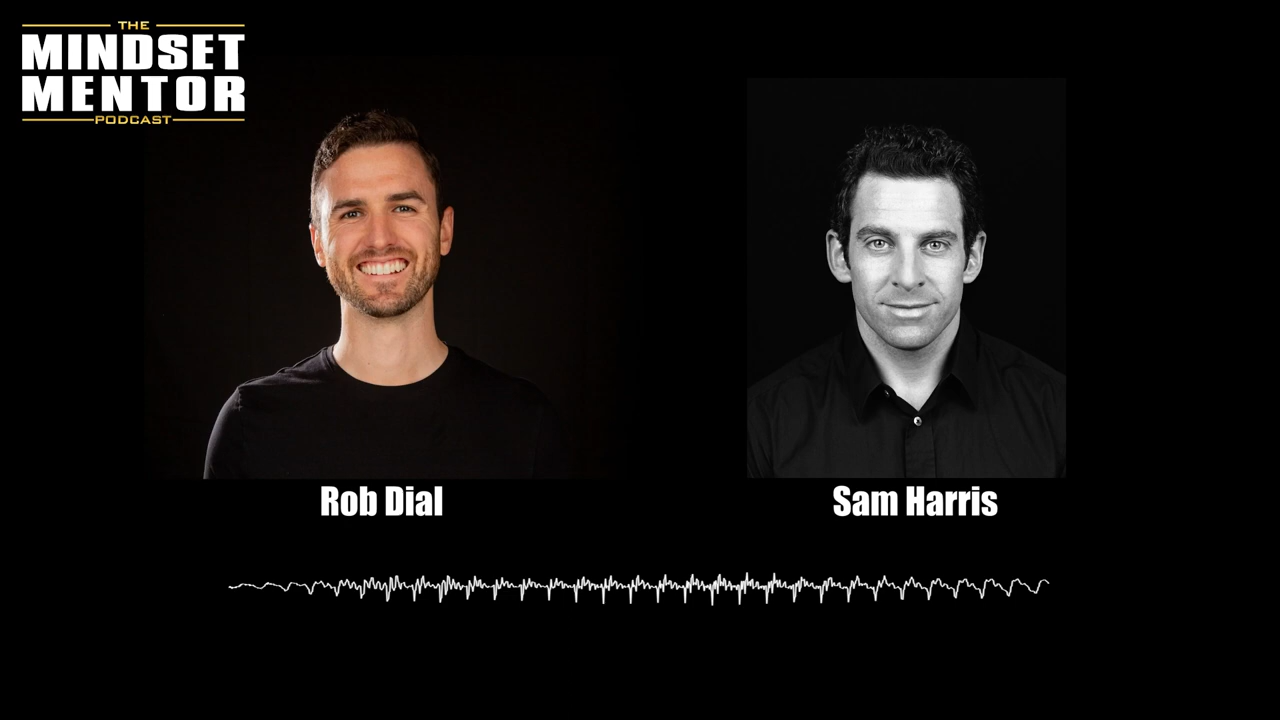 THE
MINDSET
MENTOR
PODCAST
Rob Dial
Sam Harris